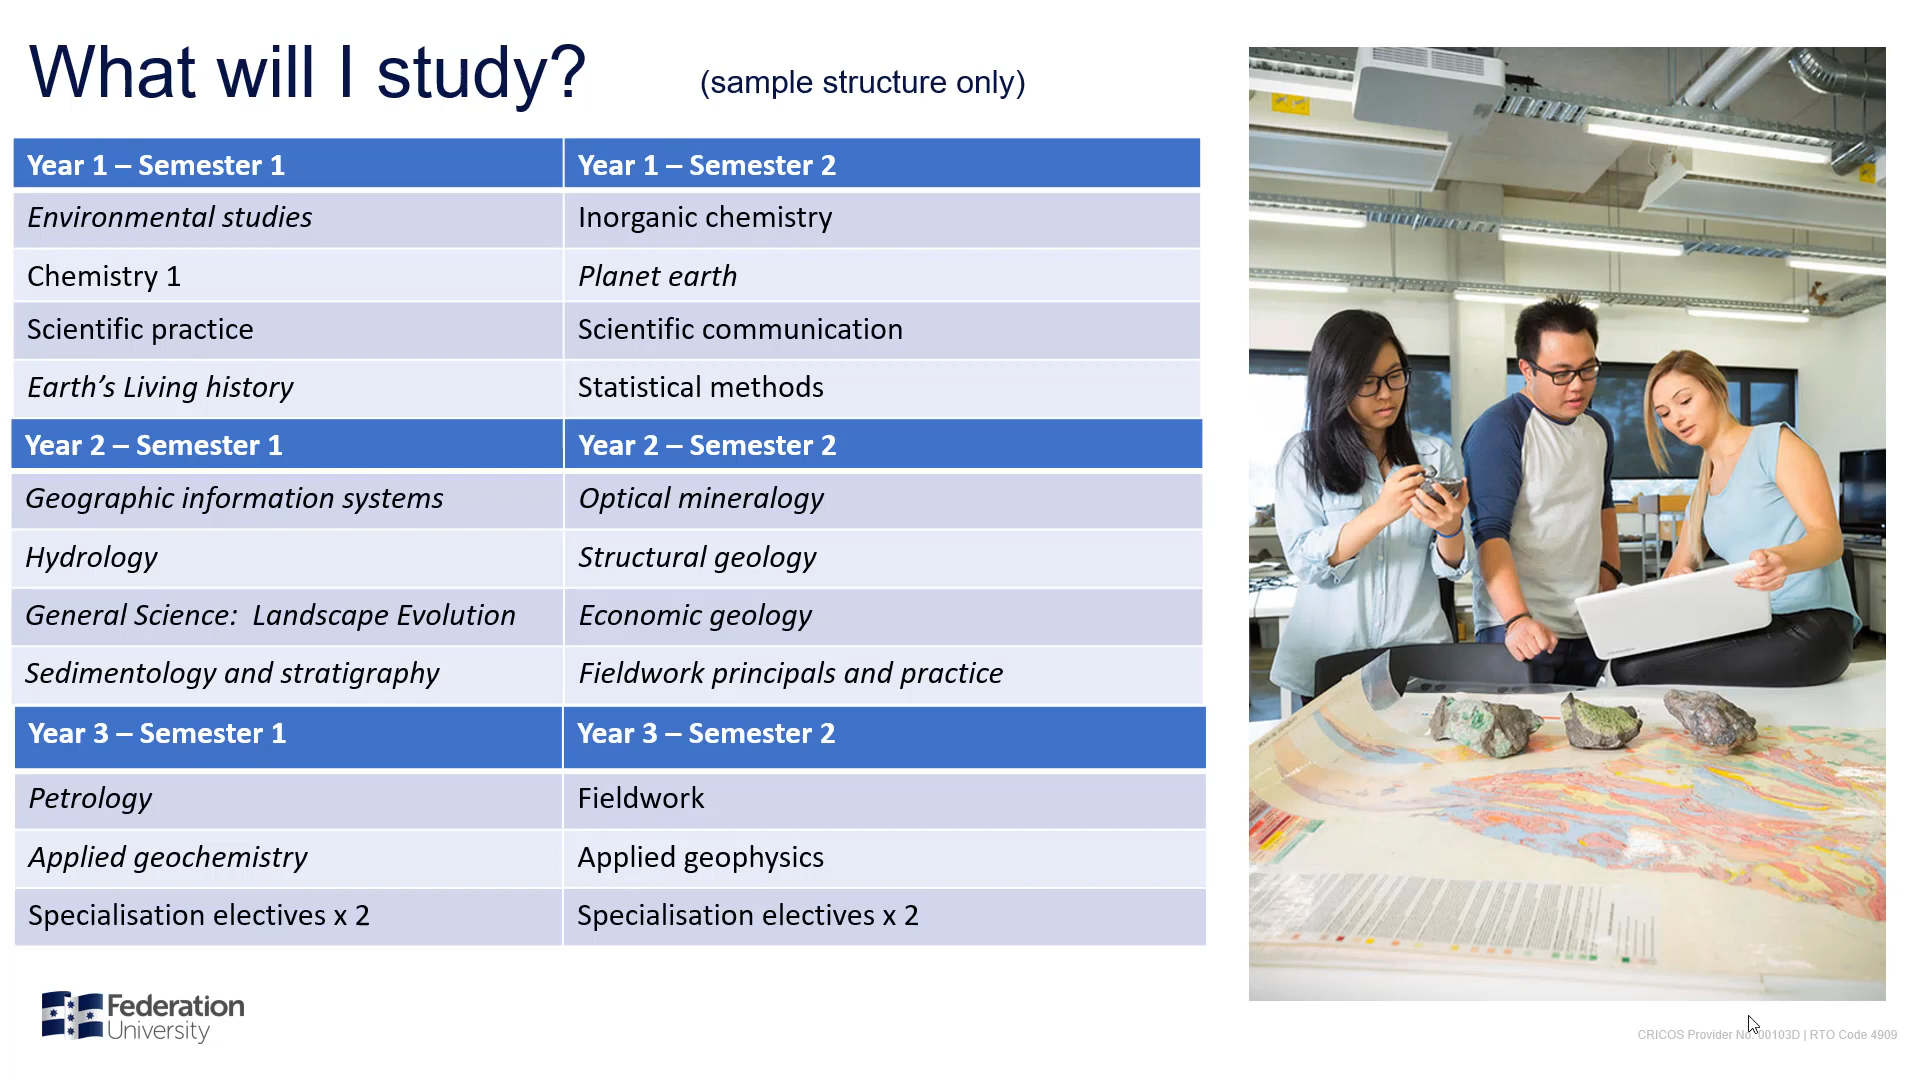 What will I study? (sample structure only)
Year 1 – Semester 1 Year 1 – Semester 2
Environmental studies Inorganic chemistry
Chemistry 1 Planet earth
Scientific practice Scientific communication
Earth’s Living history Statistical methods
Year 2 – Semester 1 Year 2 – Semester 2
Geographic information systems Optical mineralogy
Hydrology Structural geology
General Science:  Landscape Evolution Economic geology
Sedimentology and stratigraphy Fieldwork principals and practice
Year 3 – Semester 1 Year 3 – Semester 2
Petrology Fieldwork
Applied geochemistry Applied geophysics
Specialisation electives x 2 Specialisation electives x 2
Federation
University
CRICOS Provider No. 00103D | RTO Code 4909